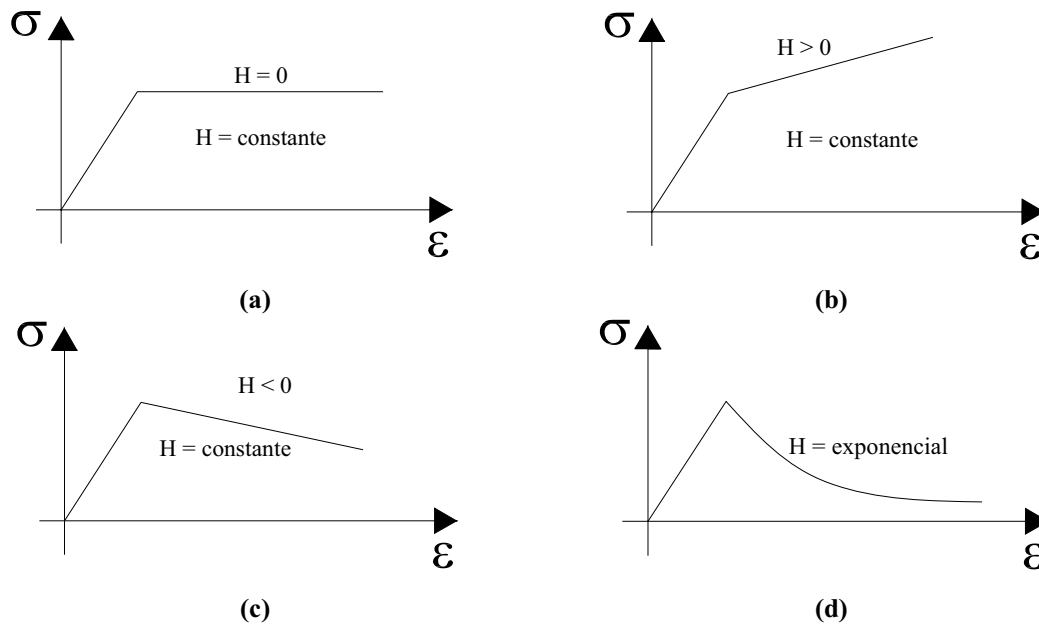 σ
H = 0
H = constante
ε
(a)
σ
H > 0
H = constante
ε
(b)
σ
H < 0
H = constante
ε
(c)
σ
H = exponencial
ε
(d)